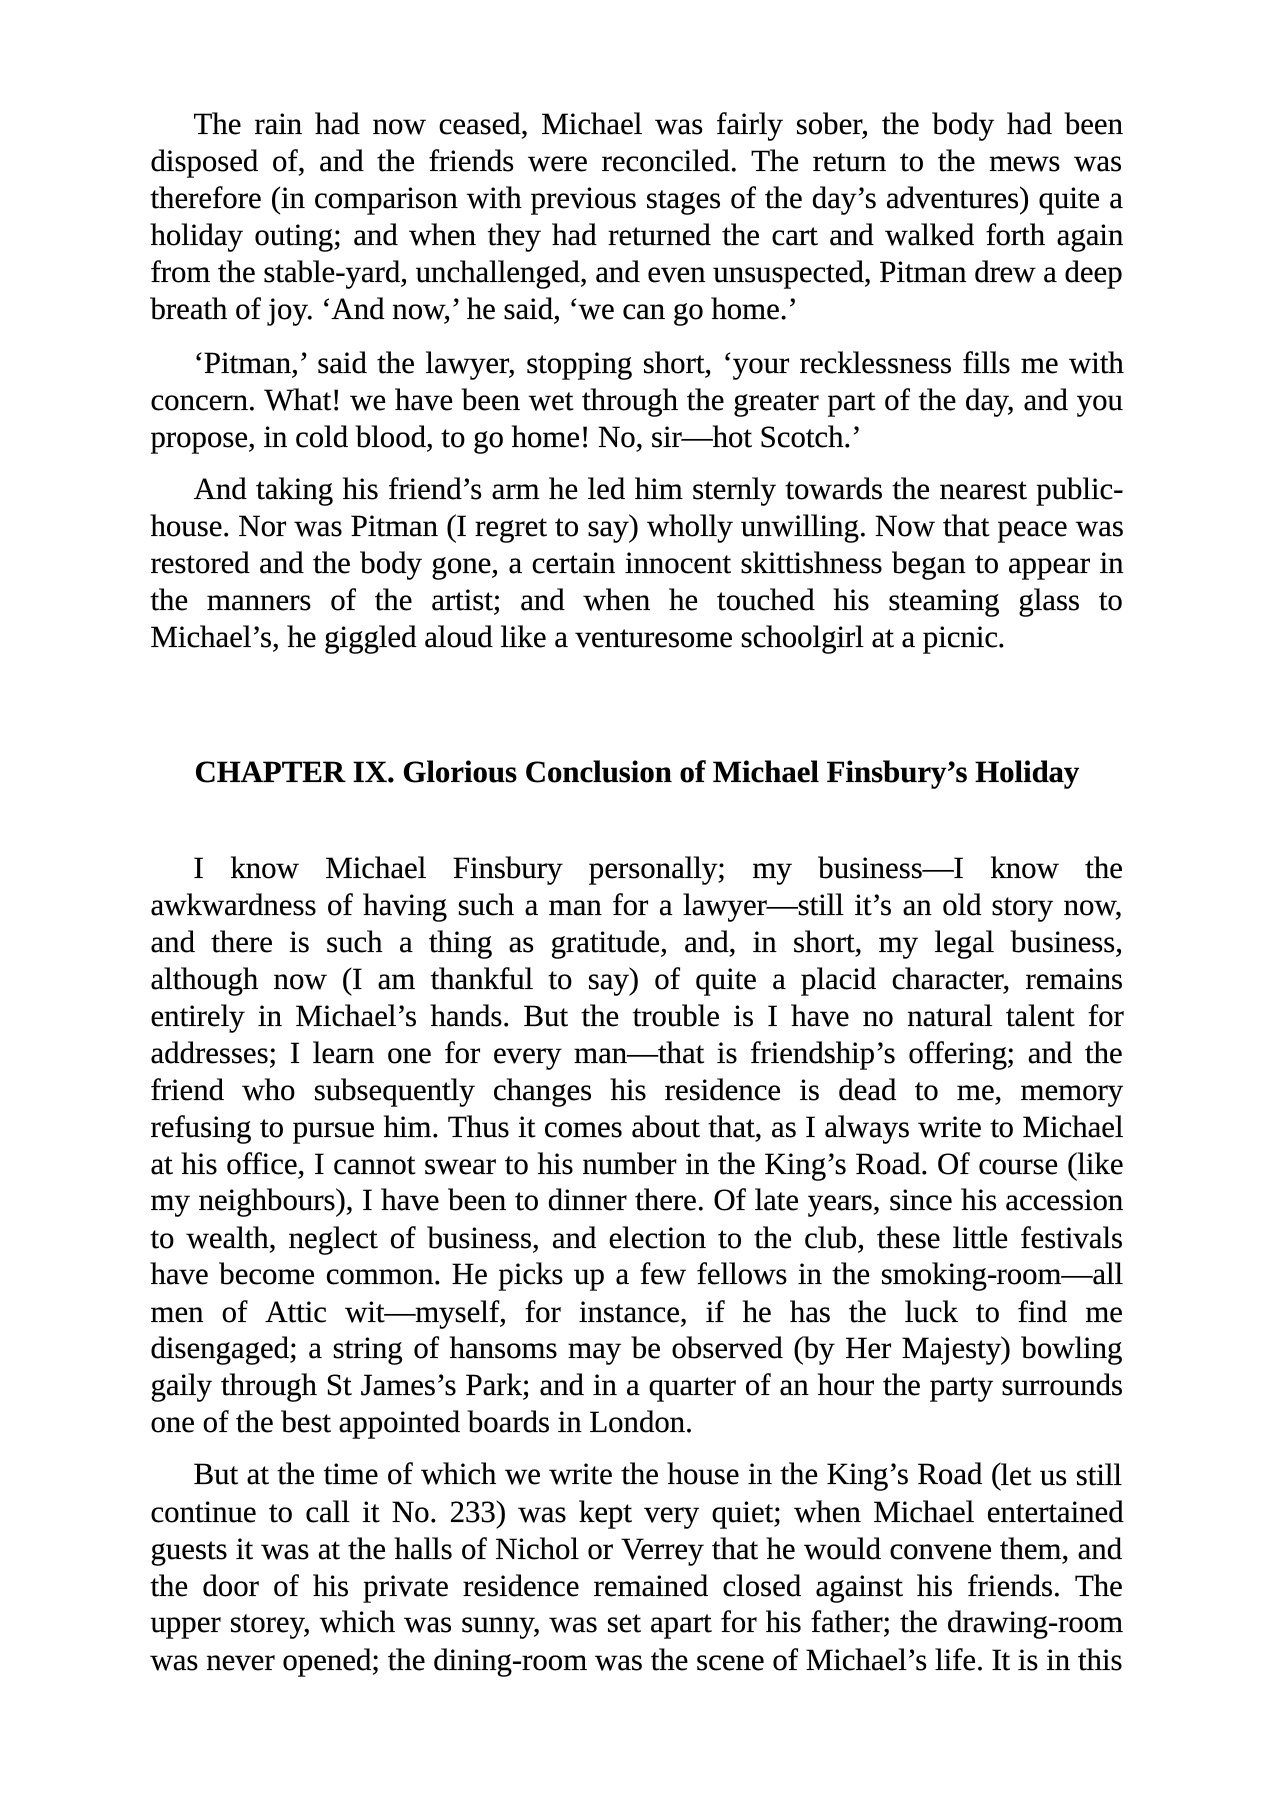 The rain had now ceased, Michael was fairly sober, the body had been
disposed of, and the friends were reconciled. The return to the mews was
therefore (in comparison with previous stages of the day’s adventures) quite a
holiday outing; and when they had returned the cart and walked forth again
from the stable-yard, unchallenged, and even unsuspected, Pitman drew a deep
breath of joy. ‘And now,’ he said, ‘we can go home.’
‘Pitman,’ said the lawyer, stopping short, ‘your recklessness fills me with
concern. What! we have been wet through the greater part of the day, and you
propose, in cold blood, to go home! No, sir—hot Scotch.’
And taking his friend’s arm he led him sternly towards the nearest public-
house. Nor was Pitman (I regret to say) wholly unwilling. Now that peace was
restored and the body gone, a certain innocent skittishness began to appear in
the manners of the artist; and when he touched his steaming glass to
Michael’s, he giggled aloud like a venturesome schoolgirl at a picnic.
CHAPTER IX. Glorious Conclusion of Michael Finsbury’s Holiday
I know Michael Finsbury personally; my business—I know the
awkwardness of having such a man for a lawyer—still it’s an old story now,
and there is such a thing as gratitude, and, in short, my legal business,
although now (I am thankful to say) of quite a placid character, remains
entirely in Michael’s hands. But the trouble is I have no natural talent for
addresses; I learn one for every man—that is friendship’s offering; and the
friend who subsequently changes his residence is dead to me, memory
refusing to pursue him. Thus it comes about that, as I always write to Michael
at his office, I cannot swear to his number in the King’s Road. Of course (like
my neighbours), I have been to dinner there. Of late years, since his accession
to wealth, neglect of business, and election to the club, these little festivals
have become common. He picks up a few fellows in the smoking-room—all
men of Attic wit—myself, for instance, if he has the luck to find me
disengaged; a string of hansoms may be observed (by Her Majesty) bowling
gaily through St James’s Park; and in a quarter of an hour the party surrounds
one of the best appointed boards in London.
But at the time of which we write the house in the King’s Road (let us still
continue to call it No. 233) was kept very quiet; when Michael entertained
guests it was at the halls of Nichol or Verrey that he would convene them, and
the door of his private residence remained closed against his friends. The
upper storey, which was sunny, was set apart for his father; the drawing-room
was never opened; the dining-room was the scene of Michael’s life. It is in this